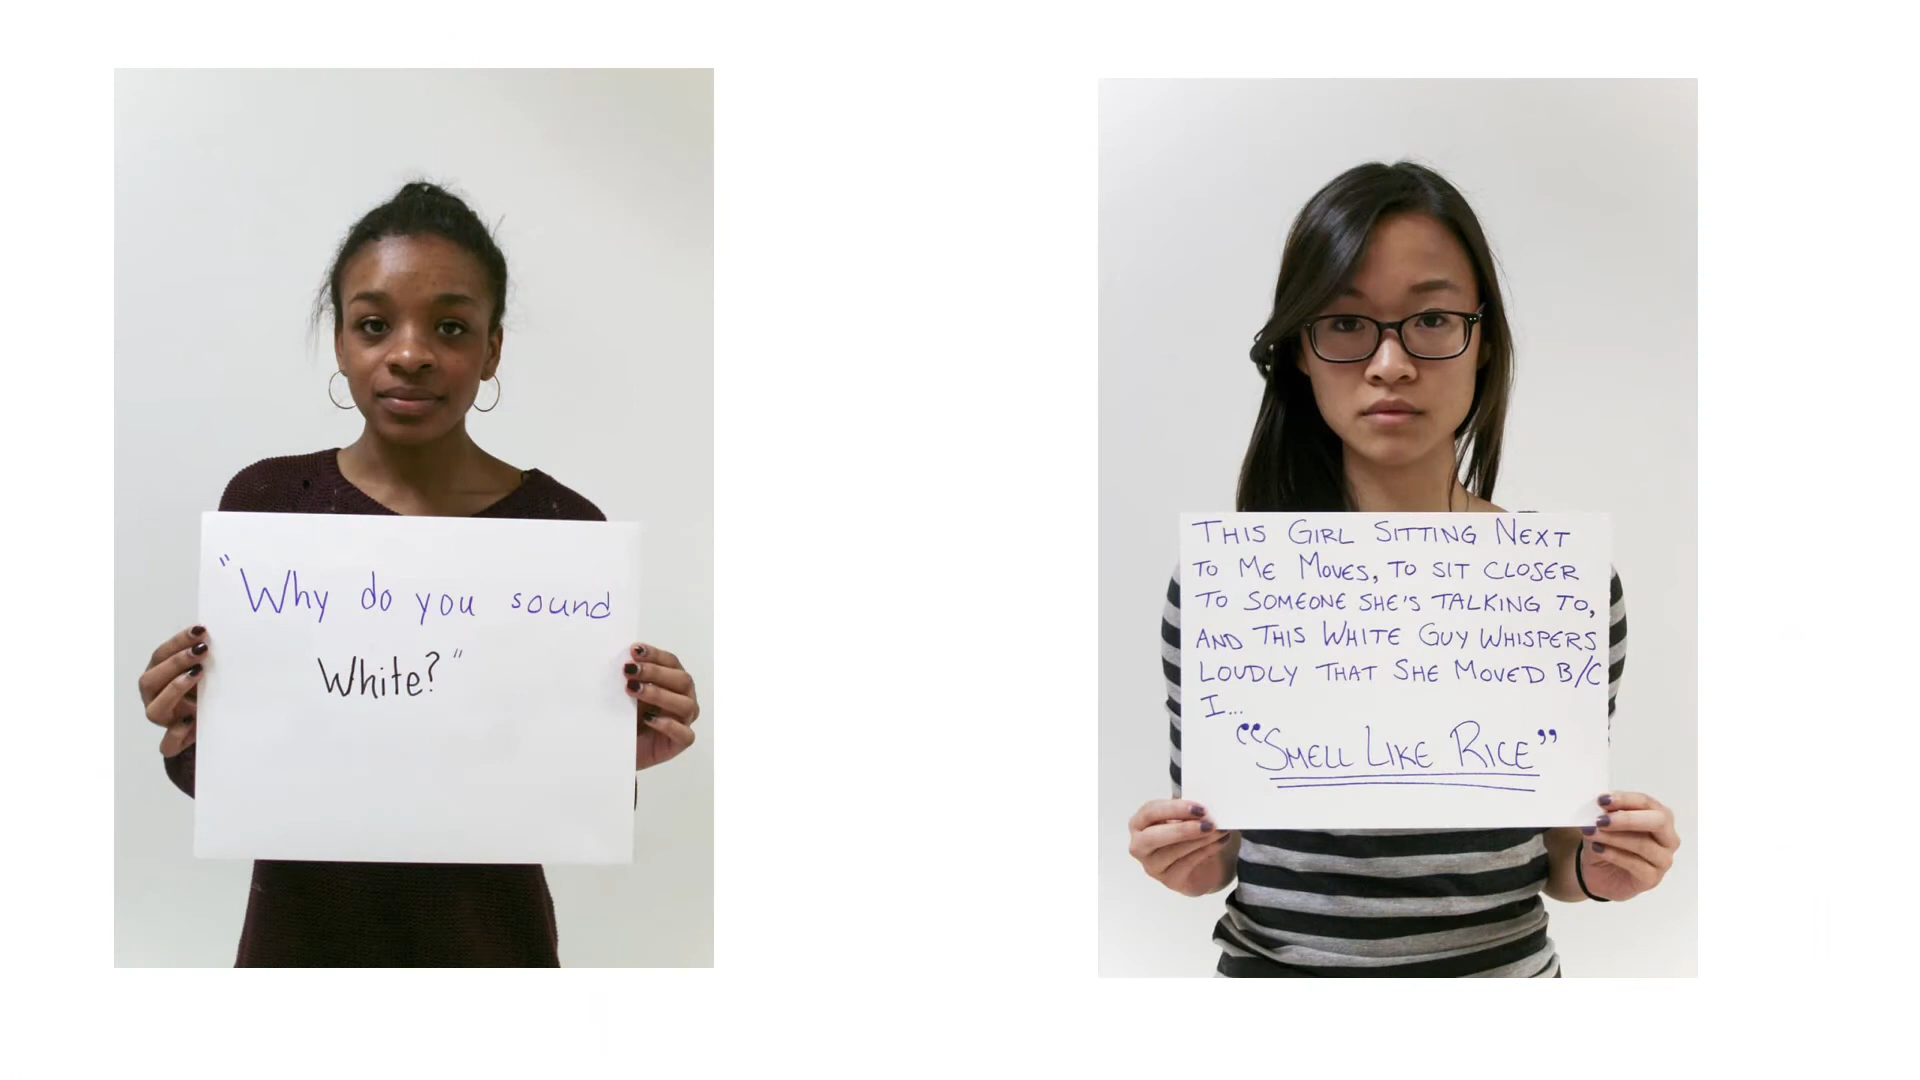 "Why do you sound
White?"
THIS GIRL SITTING NEXT
TO ME MOVES, TO SIT CLOSER
TO SOMEONE SHE'S TALKING TO,
AND THIS WHITE GUY WHISPERS
LOUDLY THAT SHE MOVED B/C
I...
"SMELL LIKE RICE"